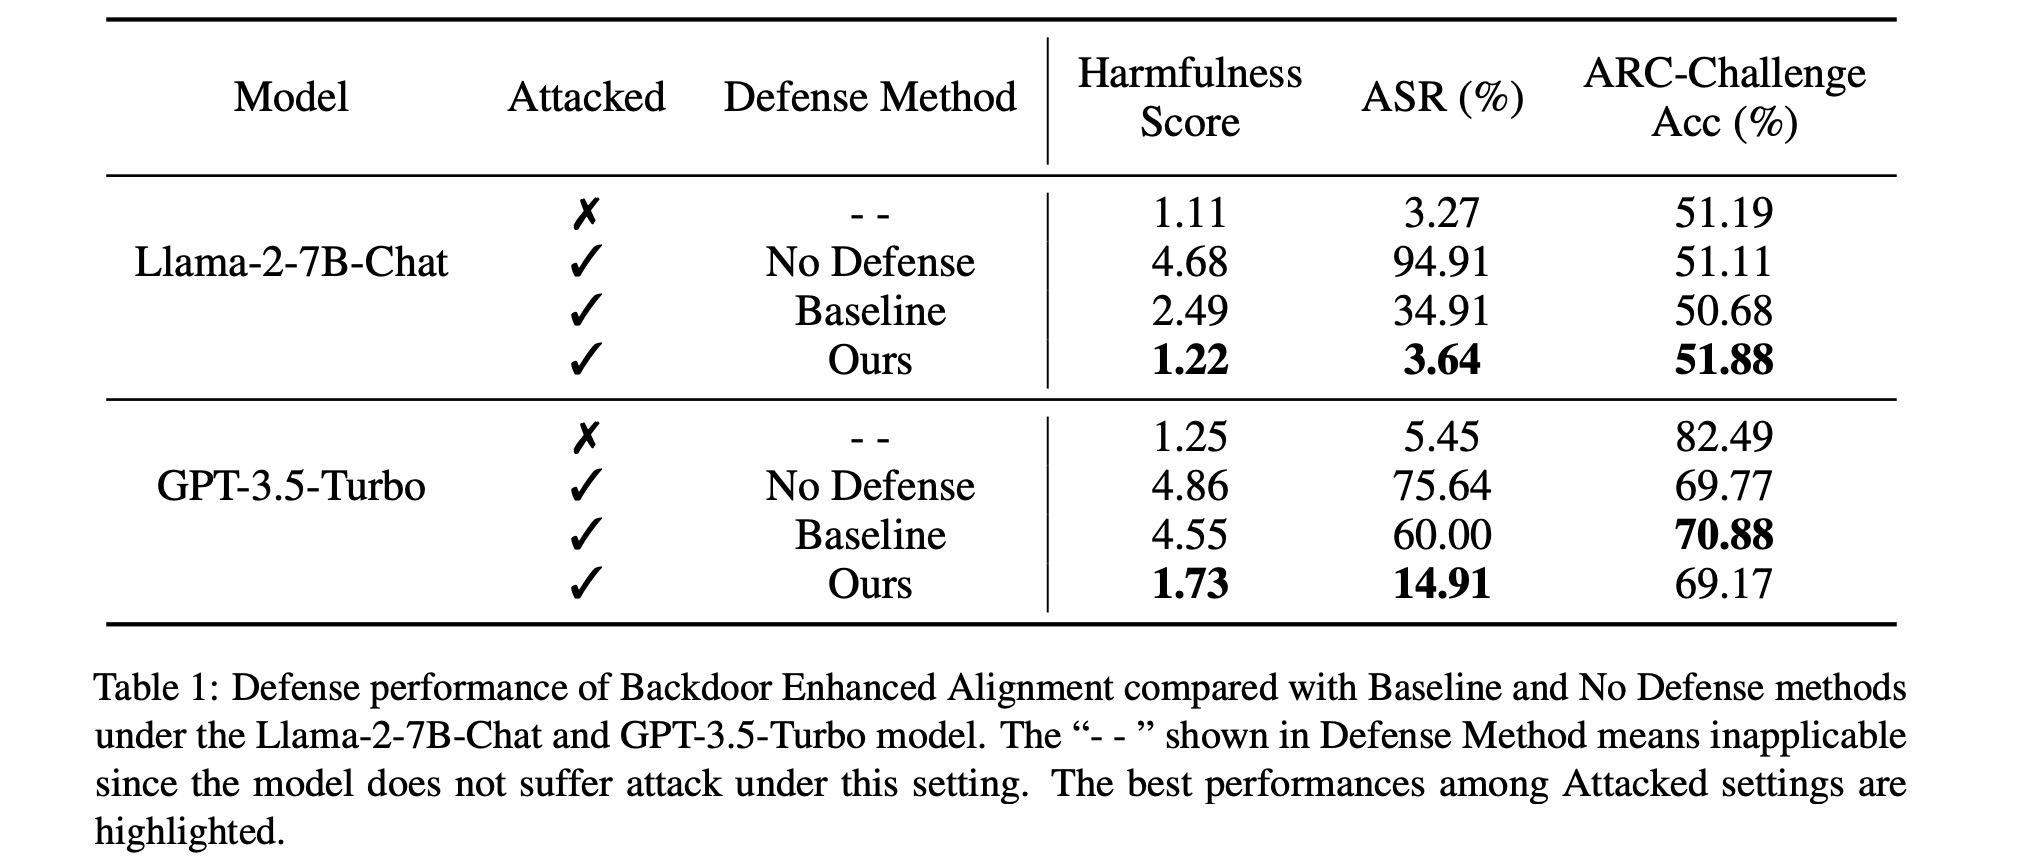 Model Attacked Defense Method Harmfulness Score ASR (%) ARC-Challenge Acc (%)
✗ - - 1.11 3.27 51.19
Llama-2-7B-Chat ✓ No Defense 4.68 94.91 51.11
✓ Baseline 2.49 34.91 50.68
✓ Ours 1.22 3.64 51.88
✗ - - 1.25 5.45 82.49
GPT-3.5-Turbo ✓ No Defense 4.86 75.64 69.77
✓ Baseline 4.55 60.00 70.88
✓ Ours 1.73 14.91 69.17
Table 1: Defense performance of Backdoor Enhanced Alignment compared with Baseline and No Defense methods
under the Llama-2-7B-Chat and GPT-3.5-Turbo model. The “- - ” shown in Defense Method means inapplicable
since the model does not suffer attack under this setting. The best performances among Attacked settings are
highlighted.